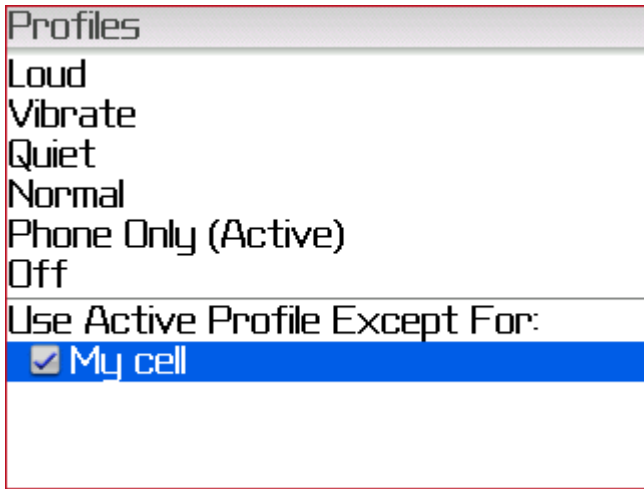 Profiles
Loud
Vibrate
Quiet
Normal
Phone Only (Active)
Off
Use Active Profile Except For:
My cell